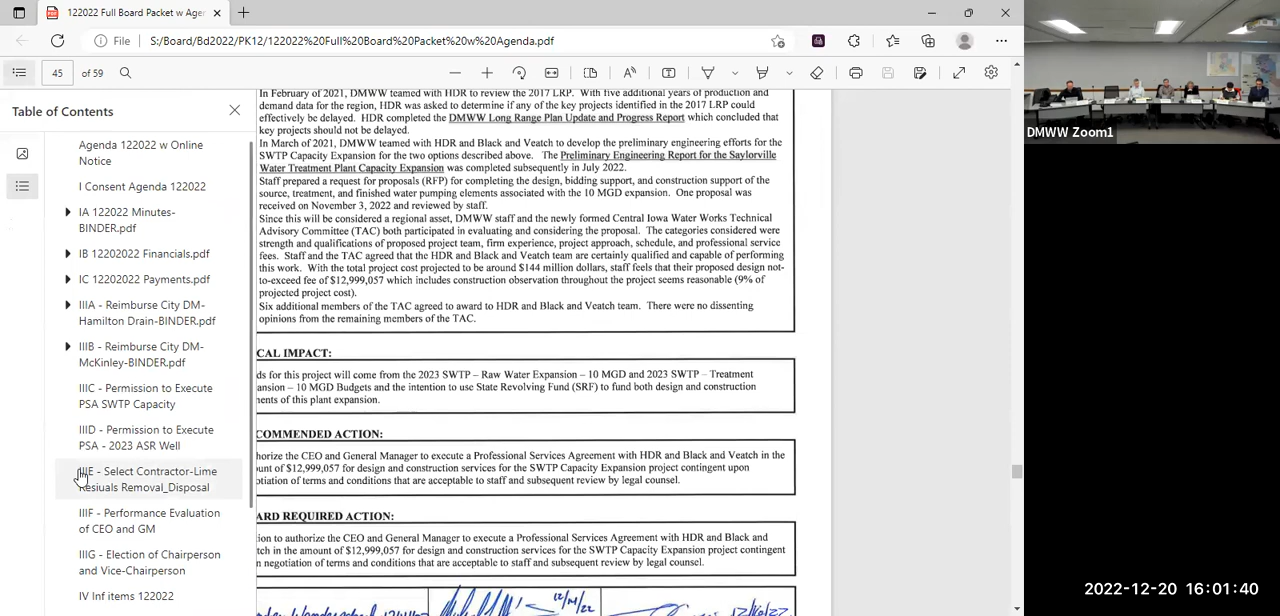 122022 Full Board Packet w Agen
File
S:/Board/Bd2022/PK12/122022%20Full%20Board%20Packet%20w%20Agenda.pdf
45 of 59
Table of Contents
Agenda 122022 w Online
Notice
I Consent Agenda 122022
IA 122022 Minutes-
BINDER.pdf
IB 12202022 Financials.pdf
IC 12202022 Payments.pdf
IIIA - Reimburse City DM-
Hamilton Drain-BINDER.pdf
IIIB - Reimburse City DM-
McKinley-BINDER.pdf
IIIC - Permission to Execute
PSA SWTP Capacity
IIID - Permission to Execute
PSA - 2023 ASR Well
IIIE - Select Contractor-Lime
Resiuals Removal_Disposal
IIIF - Performance Evaluation
of CEO and GM
IIIG - Election of Chairperson
and Vice-Chairperson
IV Inf items 122022
In February of 2021, DMWW teamed with HDR to review the 2017 LRP. With five additional years of production and
demand data for the region, HDR was asked to determine if any of the key projects identified in the 2017 LRP could
effectively be delayed. HDR completed the DMWW Long Range Plan Update and Progress Report which concluded that
key projects should not be delayed.
In March of 2021, DMWW teamed with HDR and Black and Veatch to develop the preliminary engineering efforts for the
SWTP Capacity Expansion for the two options described above. The Preliminary Engineering Report for the Saylorville
Water Treatment Plant Capacity Expansion was completed subsequently in July 2022.
Staff prepared a request for proposals (RFP) for completing the design, bidding support, and construction support of the
source, treatment, and finished water pumping elements associated with the 10 MGD expansion. One proposal was
received on November 3, 2022 and reviewed by staff.
Since this will be considered a regional asset, DMWW staff and the newly formed Central Iowa Water Works Technical
Advisory Committee (TAC) both participated in evaluating and considering the proposal. The categories considered were
strength and qualifications of proposed project team, firm experience, project approach, schedule, and professional service
fees. Staff and the TAC agreed that the HDR and Black and Veatch team are certainly qualified and capable of performing
this work. With the total project cost projected to be around $144 million dollars, staff feels that their proposed design not-
to-exceed fee of $12,999,057 which includes construction observation throughout the project seems reasonable (9% of
projected project cost).
Six additional members of the TAC agreed to award to HDR and Black and Veatch team. There were no dissenting
opinions from the remaining members of the TAC.
CAL IMPACT:
ds for this project will come from the 2023 SWTP – Raw Water Expansion – 10 MGD and 2023 SWTP – Treatment
ansion – 10 MGD Budgets and the intention to use State Revolving Fund (SRF) to fund both design and construction
nents of this plant expansion.
COMMENDED ACTION:
horize the CEO and General Manager to execute a Professional Services Agreement with HDR and Black and Veatch in the
ount of $12,999,057 for design and construction services for the SWTP Capacity Expansion project contingent upon
otiation of terms and conditions that are acceptable to staff and subsequent review by legal counsel.
ARD REQUIRED ACTION:
ion to authorize the CEO and General Manager to execute a Professional Services Agreement with HDR and Black and
tch in the amount of $12,999,057 for design and construction services for the SWTP Capacity Expansion project contingent
n negotiation of terms and conditions that are acceptable to staff and subsequent review by legal counsel.
DMWW Zoom1
2022-12-20 16:01:40